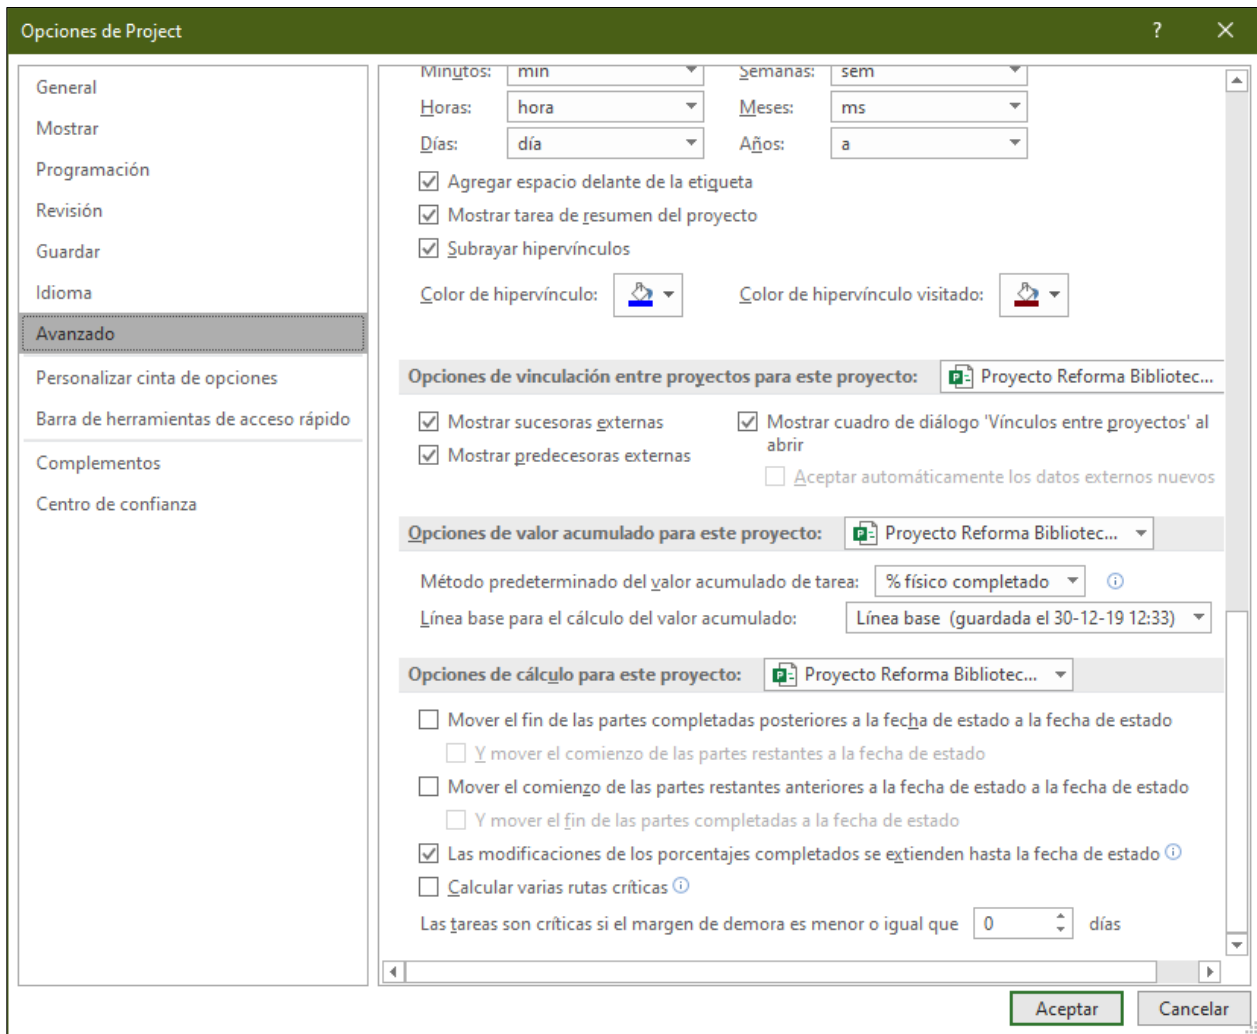 Opciones de Project
?
General
Mostrar
Programación
Revisión
Guardar
Idioma
Avanzado
Personalizar cinta de opciones
Barra de herramientas de acceso rápido
Complementos
Centro de confianza
Minutos: min Semanas: sem
Horas: hora Meses: ms
Días: día Años: a
Agregar espacio delante de la etiqueta
Mostrar tarea de resumen del proyecto
Subrayar hipervínculos
Color de hipervínculo: Color de hipervínculo visitado:
Opciones de vinculación entre proyectos para este proyecto: Proyecto Reforma Bibliotec...
Mostrar sucesoras externas
Mostrar predecesoras externas
Mostrar cuadro de diálogo 'Vínculos entre proyectos' al
abrir
Aceptar automáticamente los datos externos nuevos
Opciones de valor acumulado para este proyecto: Proyecto Reforma Bibliotec...
Método predeterminado del valor acumulado de tarea: % físico completado
Línea base para el cálculo del valor acumulado: Línea base (guardada el 30-12-19 12:33)
Opciones de cálculo para este proyecto: Proyecto Reforma Bibliotec...
Mover el fin de las partes completadas posteriores a la fecha de estado a la fecha de estado
Y mover el comienzo de las partes restantes a la fecha de estado
Mover el comienzo de las partes restantes anteriores a la fecha de estado a la fecha de estado
Y mover el fin de las partes completadas a la fecha de estado
Las modificaciones de los porcentajes completados se extienden hasta la fecha de estado
Calcular varias rutas críticas
Las tareas son críticas si el margen de demora es menor o igual que 0 días
Aceptar Cancelar